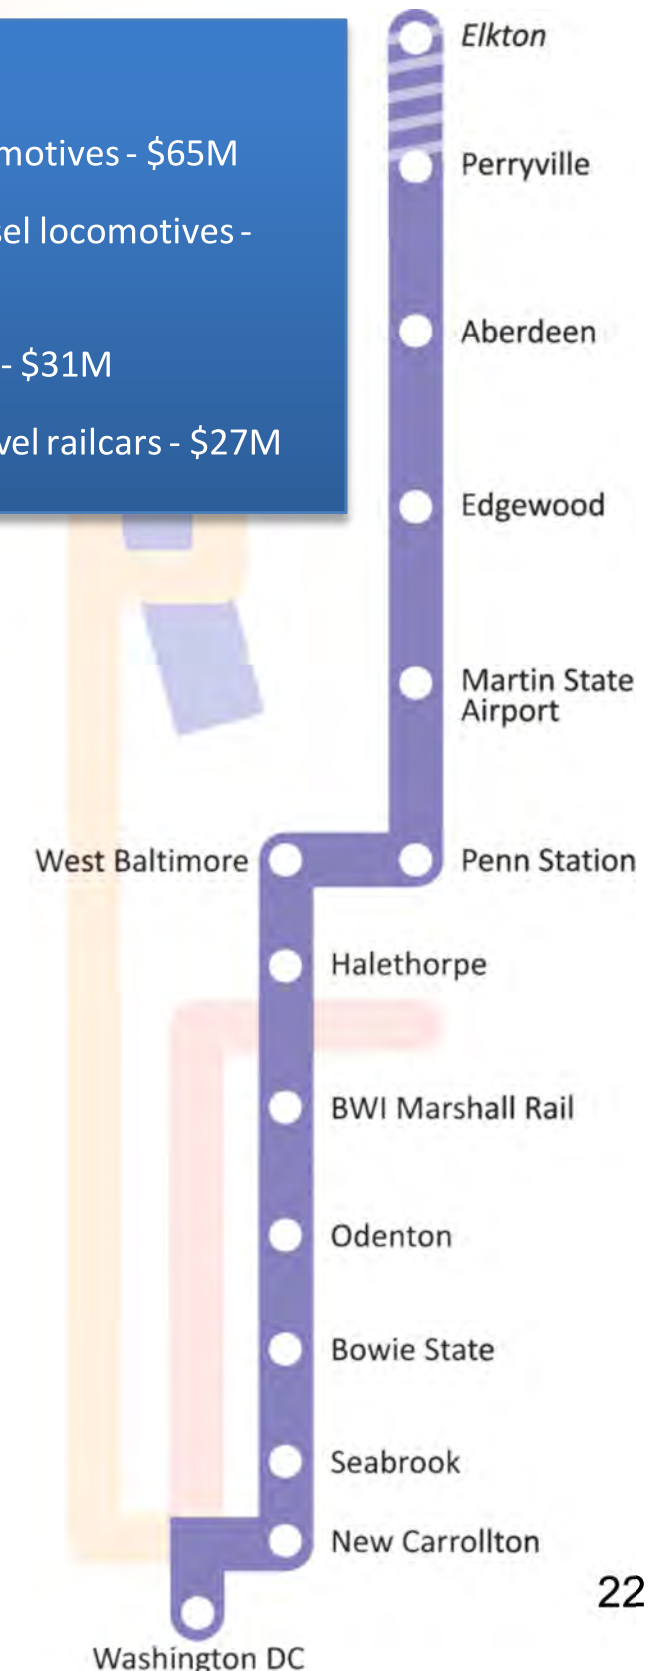 motives - $65M
sel locomotives -
- $31M
vel railcars - $27M
Elkton
Perryville
Aberdeen
Edgewood
Martin State
Airport
West Baltimore
Penn Station
Halethorpe
BWI Marshall Rail
Odenton
Bowie State
Seabrook
New Carrollton
22
Washington DC